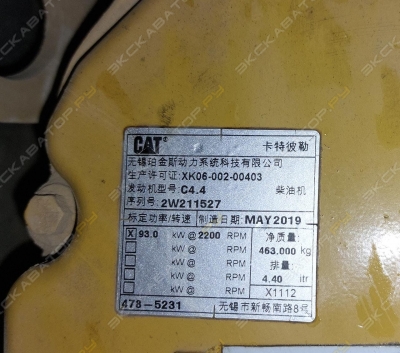 CAT 卡特彼勒
无锡珀金斯动力系统科技有限公司
生产许可证: XK06-002-00403
发动机型号: C4.4 柴油机
序列号: 2W211527
标定功率/转速 制造日期: MAY2019
X 93.0 kW @ 2200 RPM 净质量:
kW @ RPM 463.000 kg
kW @ RPM 排量:
kW @ RPM 4.40 ltr
kW @ RPM X1112
478-5231 无锡市新畅南路8号
ЭКСКАВАТОР